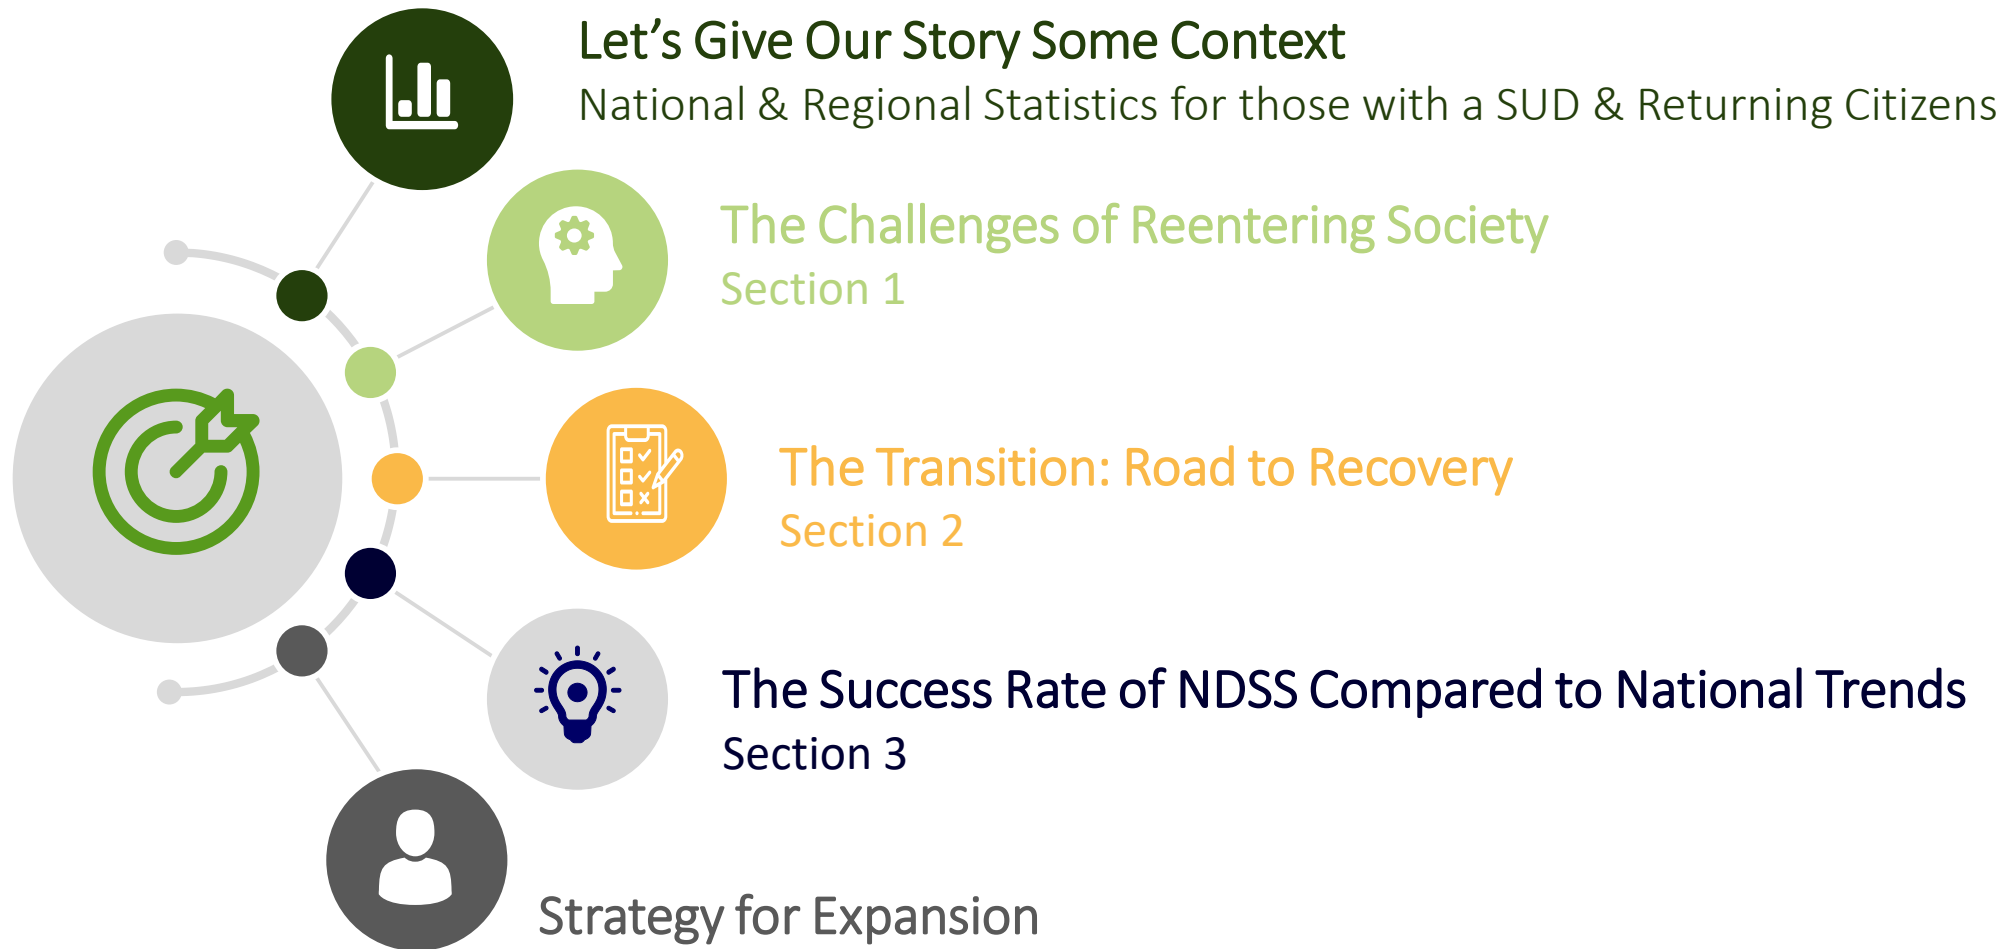 Let’s Give Our Story Some Context
National & Regional Statistics for those with a SUD & Returning Citizens
The Challenges of Reentering Society
Section 1
The Transition: Road to Recovery
Section 2
The Success Rate of NDSS Compared to National Trends
Section 3
Strategy for Expansion